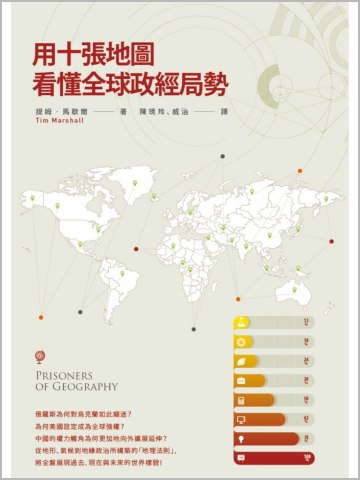 用十張地圖
看懂全球政經局勢
提姆．馬歇爾 —— 著 陳琇玲、威治 —— 譯
Tim Marshall
PRISONERS
OF GEOGRAPHY
俄羅斯為何對烏克蘭如此癡迷？
為何美國設定成為全球強權？
中國的權力觸角為何更加地向外擴展延伸？
從地形、氣候到地緣政治所構築的「地理法則」，
將全盤展現過去、現在與未來的世界樣貌！